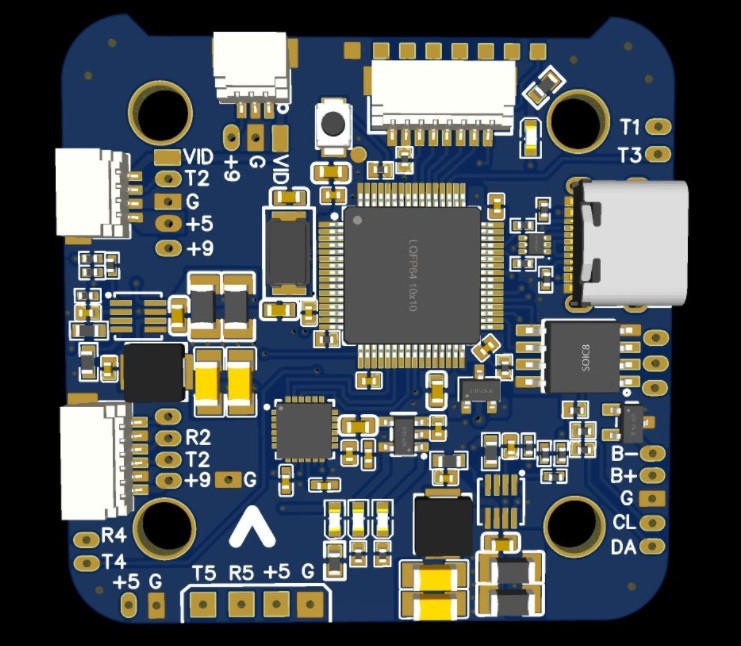 T1
T3
VID
T2
G
+5
+9
+9
G
VID
LQFP64 10x10
SOIC8
R2
T2
+9
G
B-
B+
G
CL
DA
R4
T4
+5 G
T5 R5 +5 G